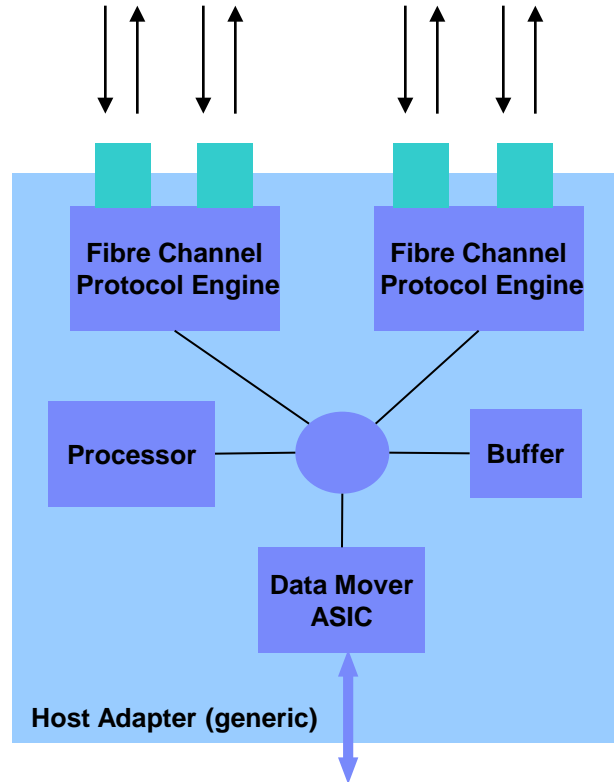 Fibre Channel
Protocol Engine
Fibre Channel
Protocol Engine
Processor
Buffer
Data Mover
ASIC
Host Adapter (generic)